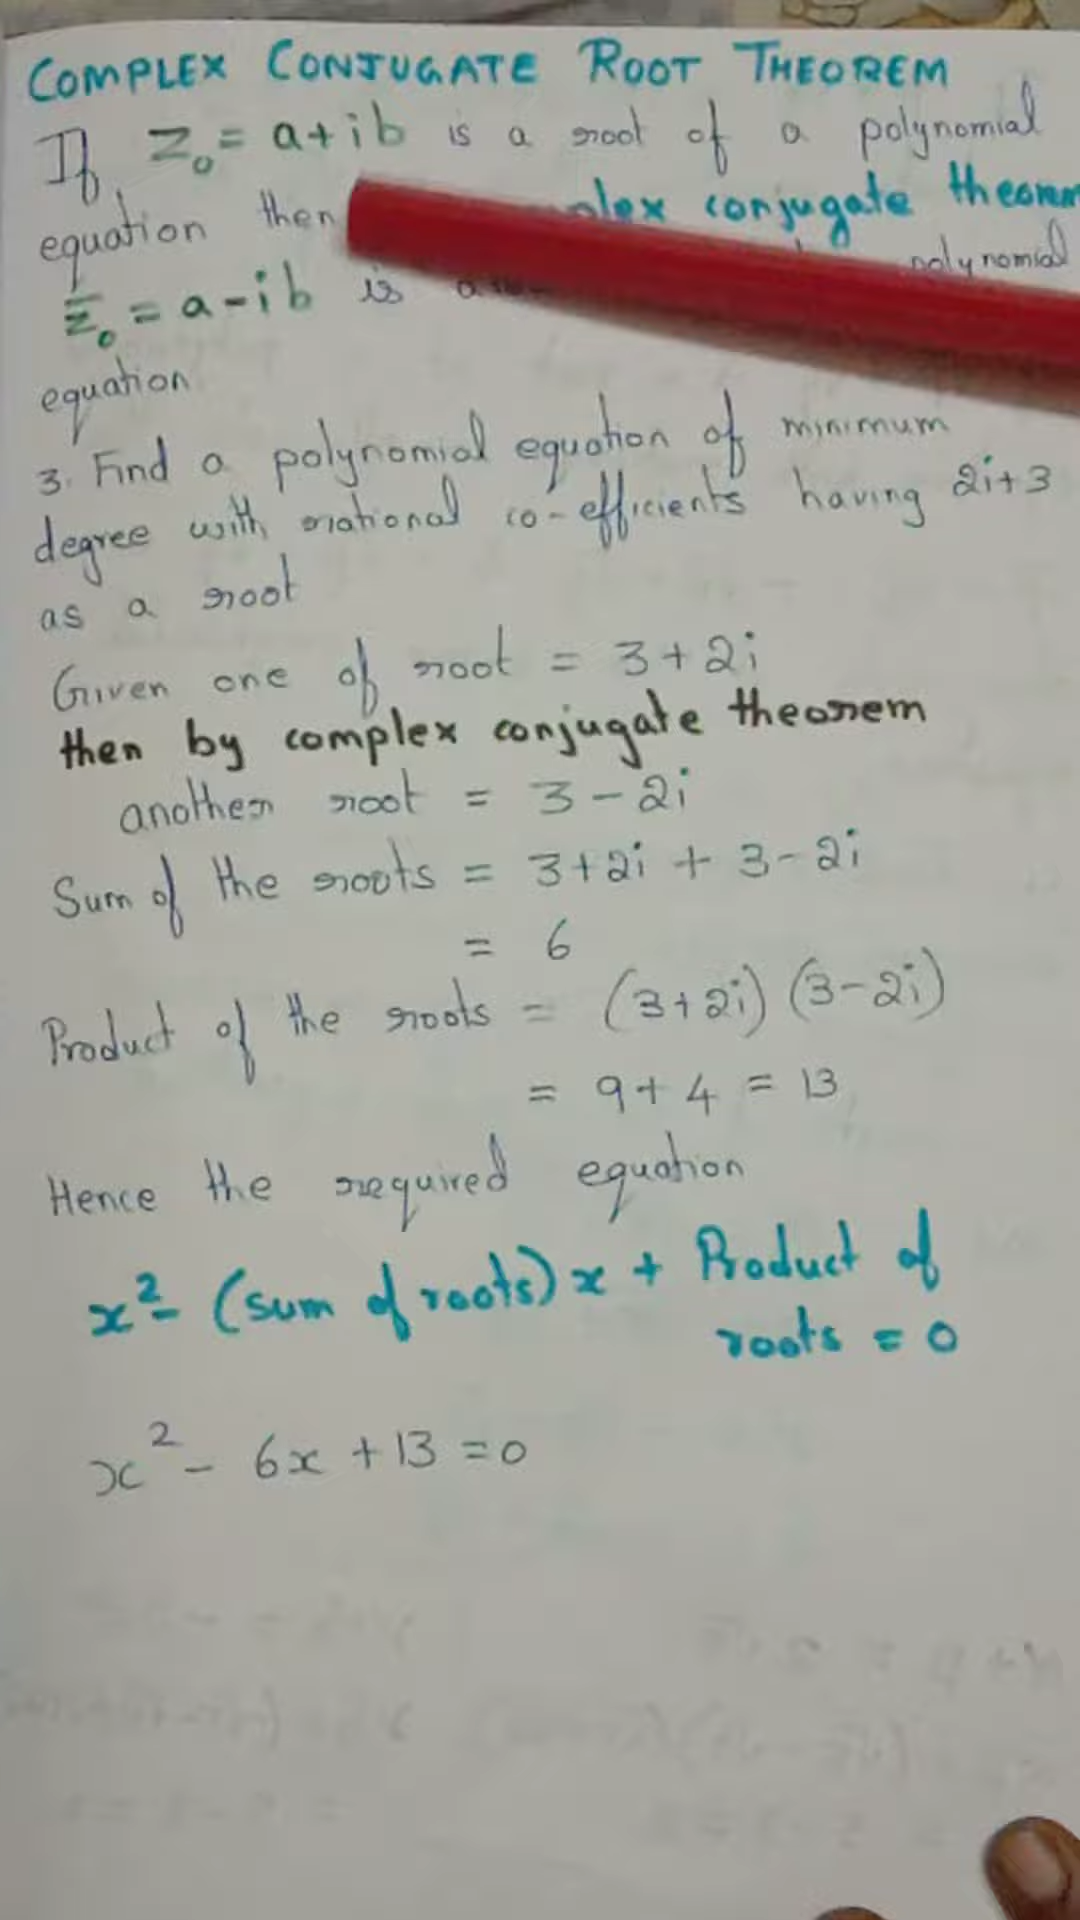 COMPLEX CONJUGATE ROOT THEOREM
If z₀ = a+ib is a root of a polynomial
equation then conjugate theorem
z̄₀ = a-ib is polynomial
equation
3. Find a polynomial equation of minimum
degree with rational co-efficients having 2i+3
as a root
Given one of root = 3+2i
then by complex conjugate theorem
another root = 3-2i
Sum of the roots = 3+2i + 3-2i
= 6
Product of the roots = (3+2i) (3-2i)
= 9+4 = 13
Hence the required equation
x² - (sum of roots) x + Product of
roots = 0
x² - 6x + 13 = 0